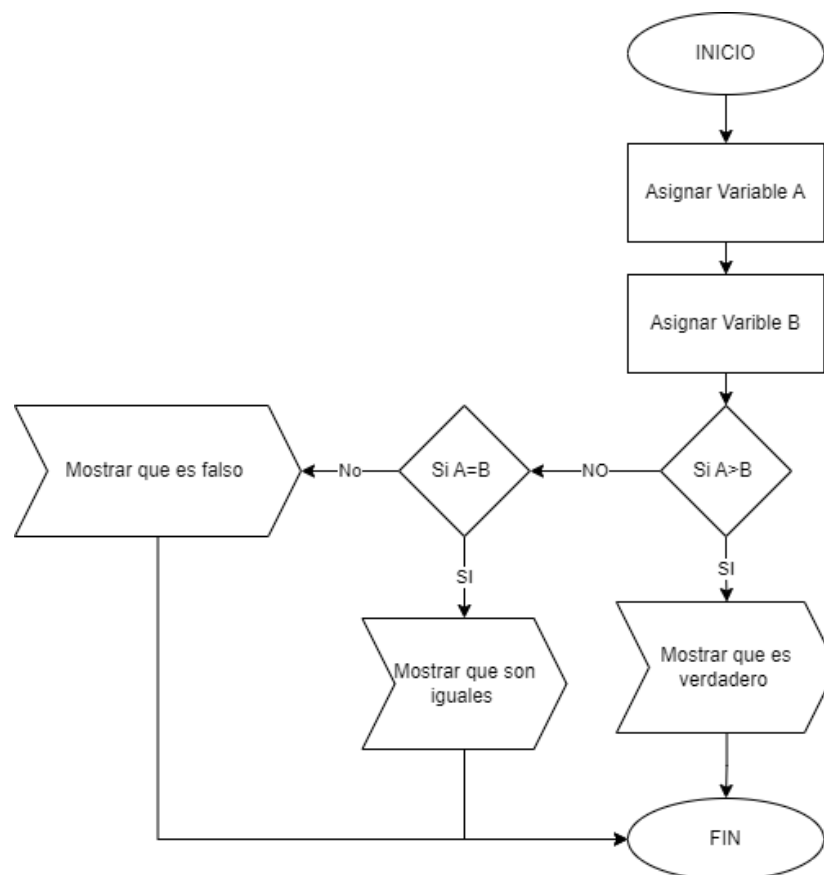 INICIO
Asignar Variable A
Asignar Varible B
Si A>B
NO
Si A=B
No
Mostrar que es falso
SI
Mostrar que son
iguales
SI
Mostrar que es
verdadero
FIN